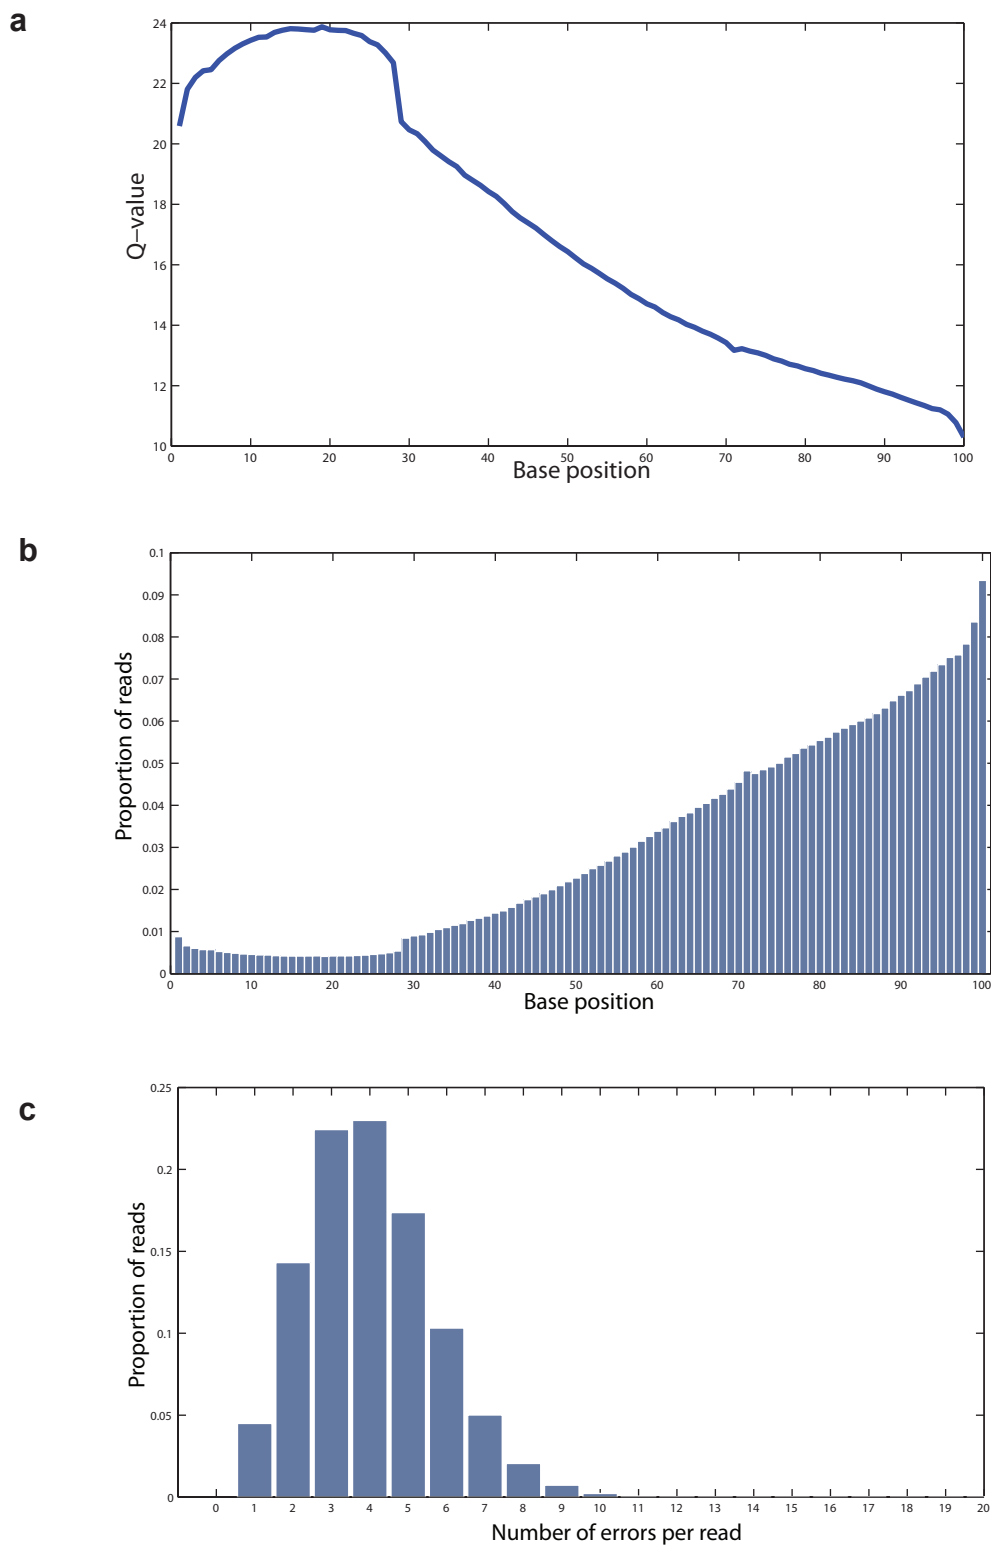 a
24
22
20
18
16
14
12
10
Q−value
0 10 20 30 40 50 60 70 80 90 100
Base position
b
0.1
0.09
0.08
0.07
0.06
0.05
0.04
0.03
0.02
0.01
0
Proportion of reads
0 10 20 30 40 50 60 70 80 90 100
Base position
c
0.25
0.2
0.15
0.1
0.05
0
Proportion of reads
0 1 2 3 4 5 6 7 8 9 10 11 12 13 14 15 16 17 18 19 20
Number of errors per read